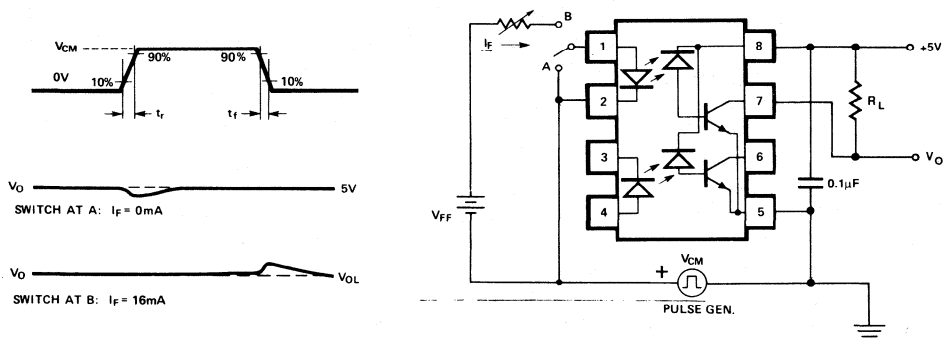 VCM
0V
10%
90%
90%
10%
tr
tf
VO
5V
SWITCH AT A: IF = 0mA
VO
VOL
SWITCH AT B: IF = 16mA
B
IF
A
VFF
1
2
3
4
8
7
6
5
+5V
RL
VO
0.1µF
VCM
+
PULSE GEN.